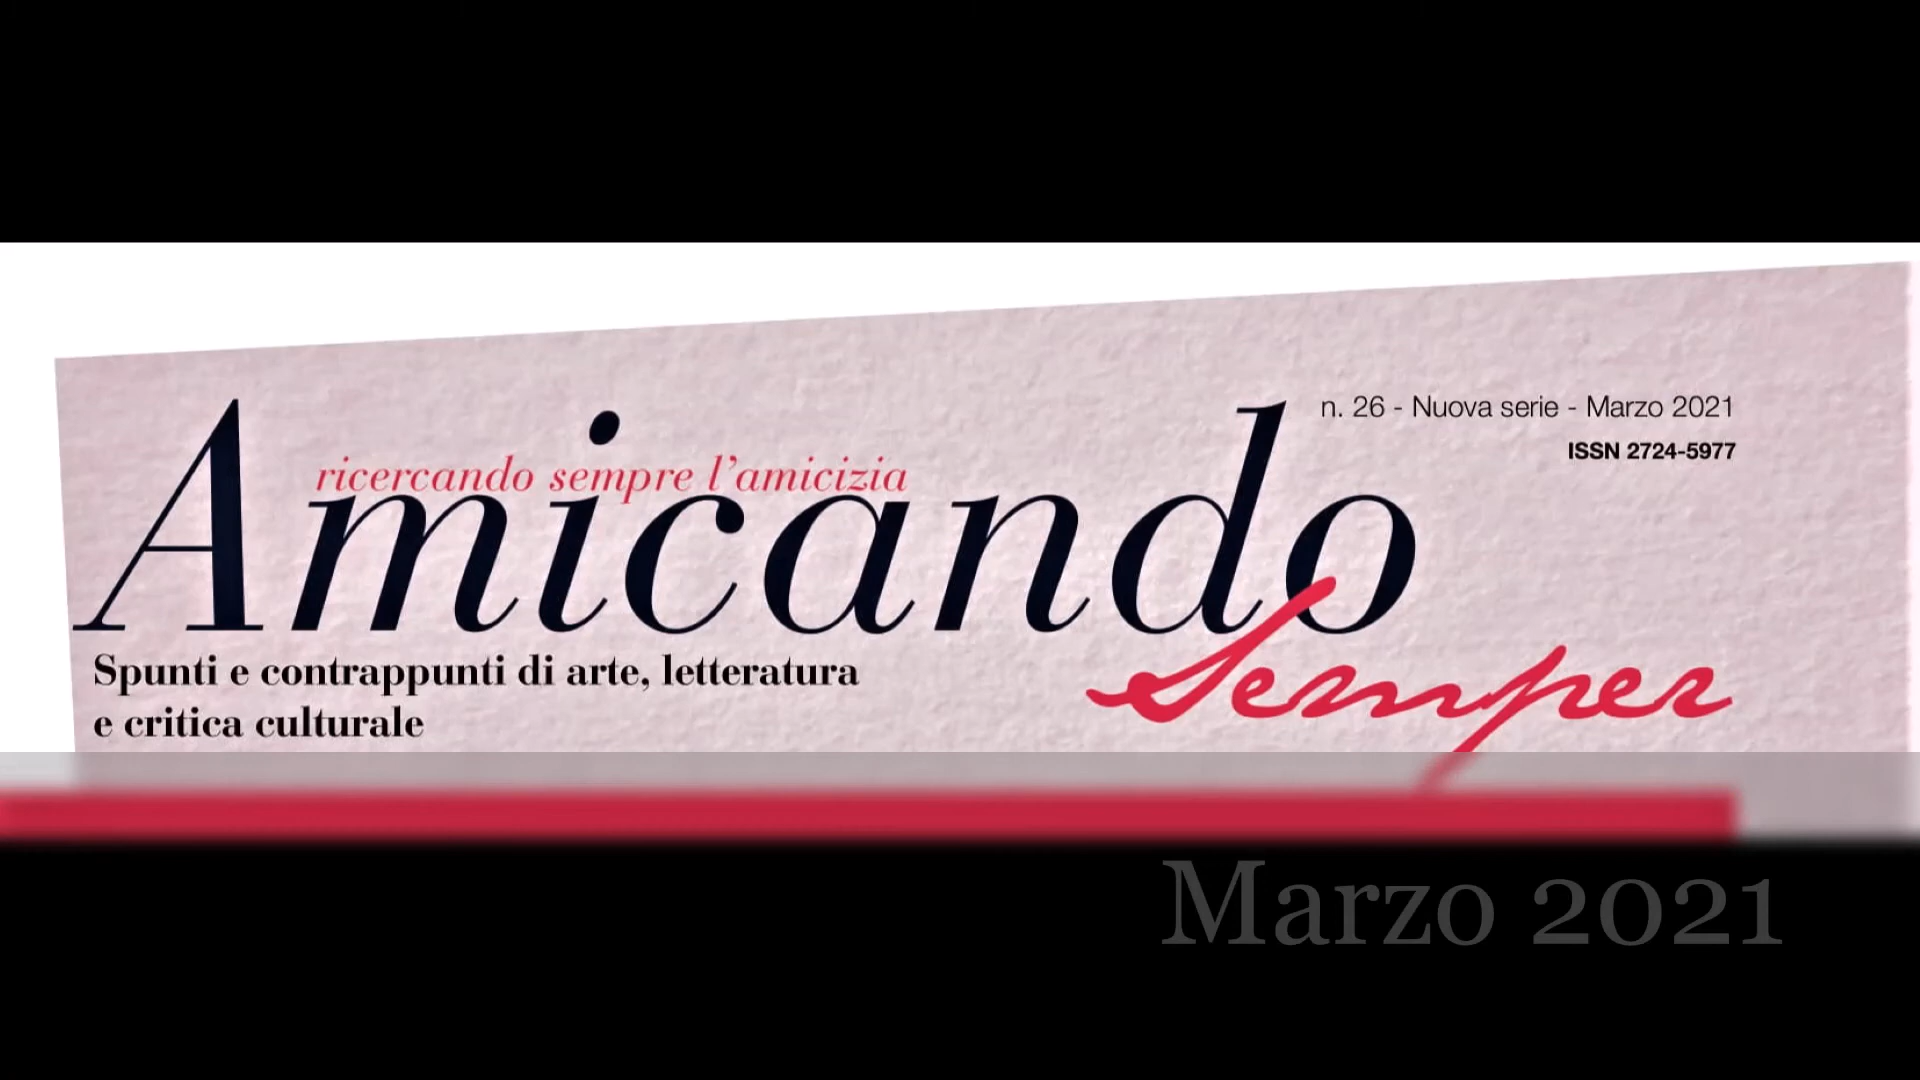 n. 26 - Nuova serie - Marzo 2021
ISSN 2724-5977
ricercando sempre l’amicizia
Amicando
Semper
Spunti e contrappunti di arte, letteratura
e critica culturale
Marzo 2021